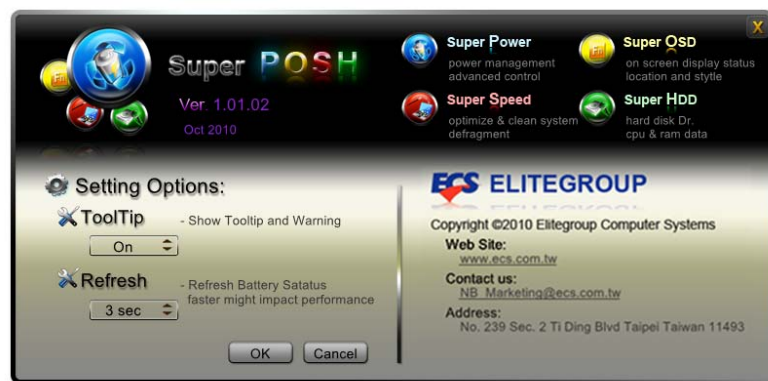 X
Super POSH
Ver. 1.01.02
Oct 2010
Super Power
power management
advanced control
Super OSD
on screen display status
location and stytle
Super Speed
optimize & clean system
defragment
Super HDD
hard disk Dr.
cpu & ram data
Setting Options:
ToolTip - Show Tooltip and Warning
On
Refresh - Refresh Battery Satatus
faster might impact performance
3 sec
OK Cancel
ECS ELITEGROUP
Copyright ©2010 Elitegroup Computer Systems
Web Site:
www.ecs.com.tw
Contact us:
NB_Marketing@ecs.com.tw
Address:
No. 239 Sec. 2 Ti Ding Blvd Taipei Taiwan 11493